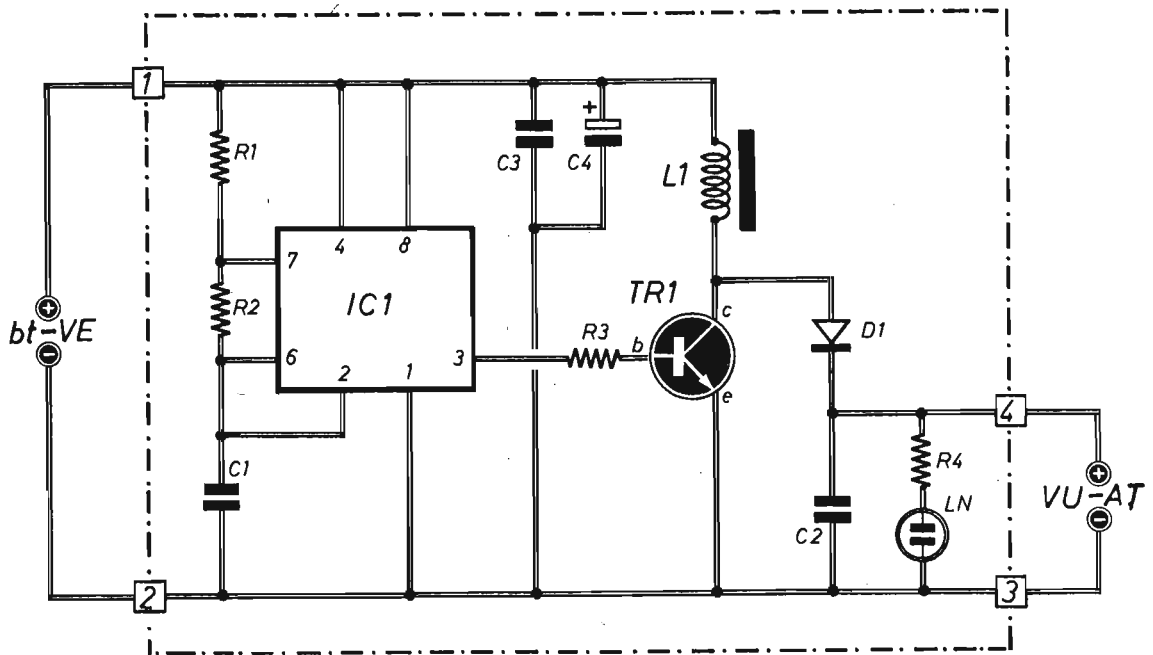 1
R1
+
C3
C4
L1
7
4
8
R2
IC1
TR1
c
+
bt-VE
−
6
2
1
3
R3
b
D1
e
4
C1
R4
+
VU-AT
−
C2
LN
2
3